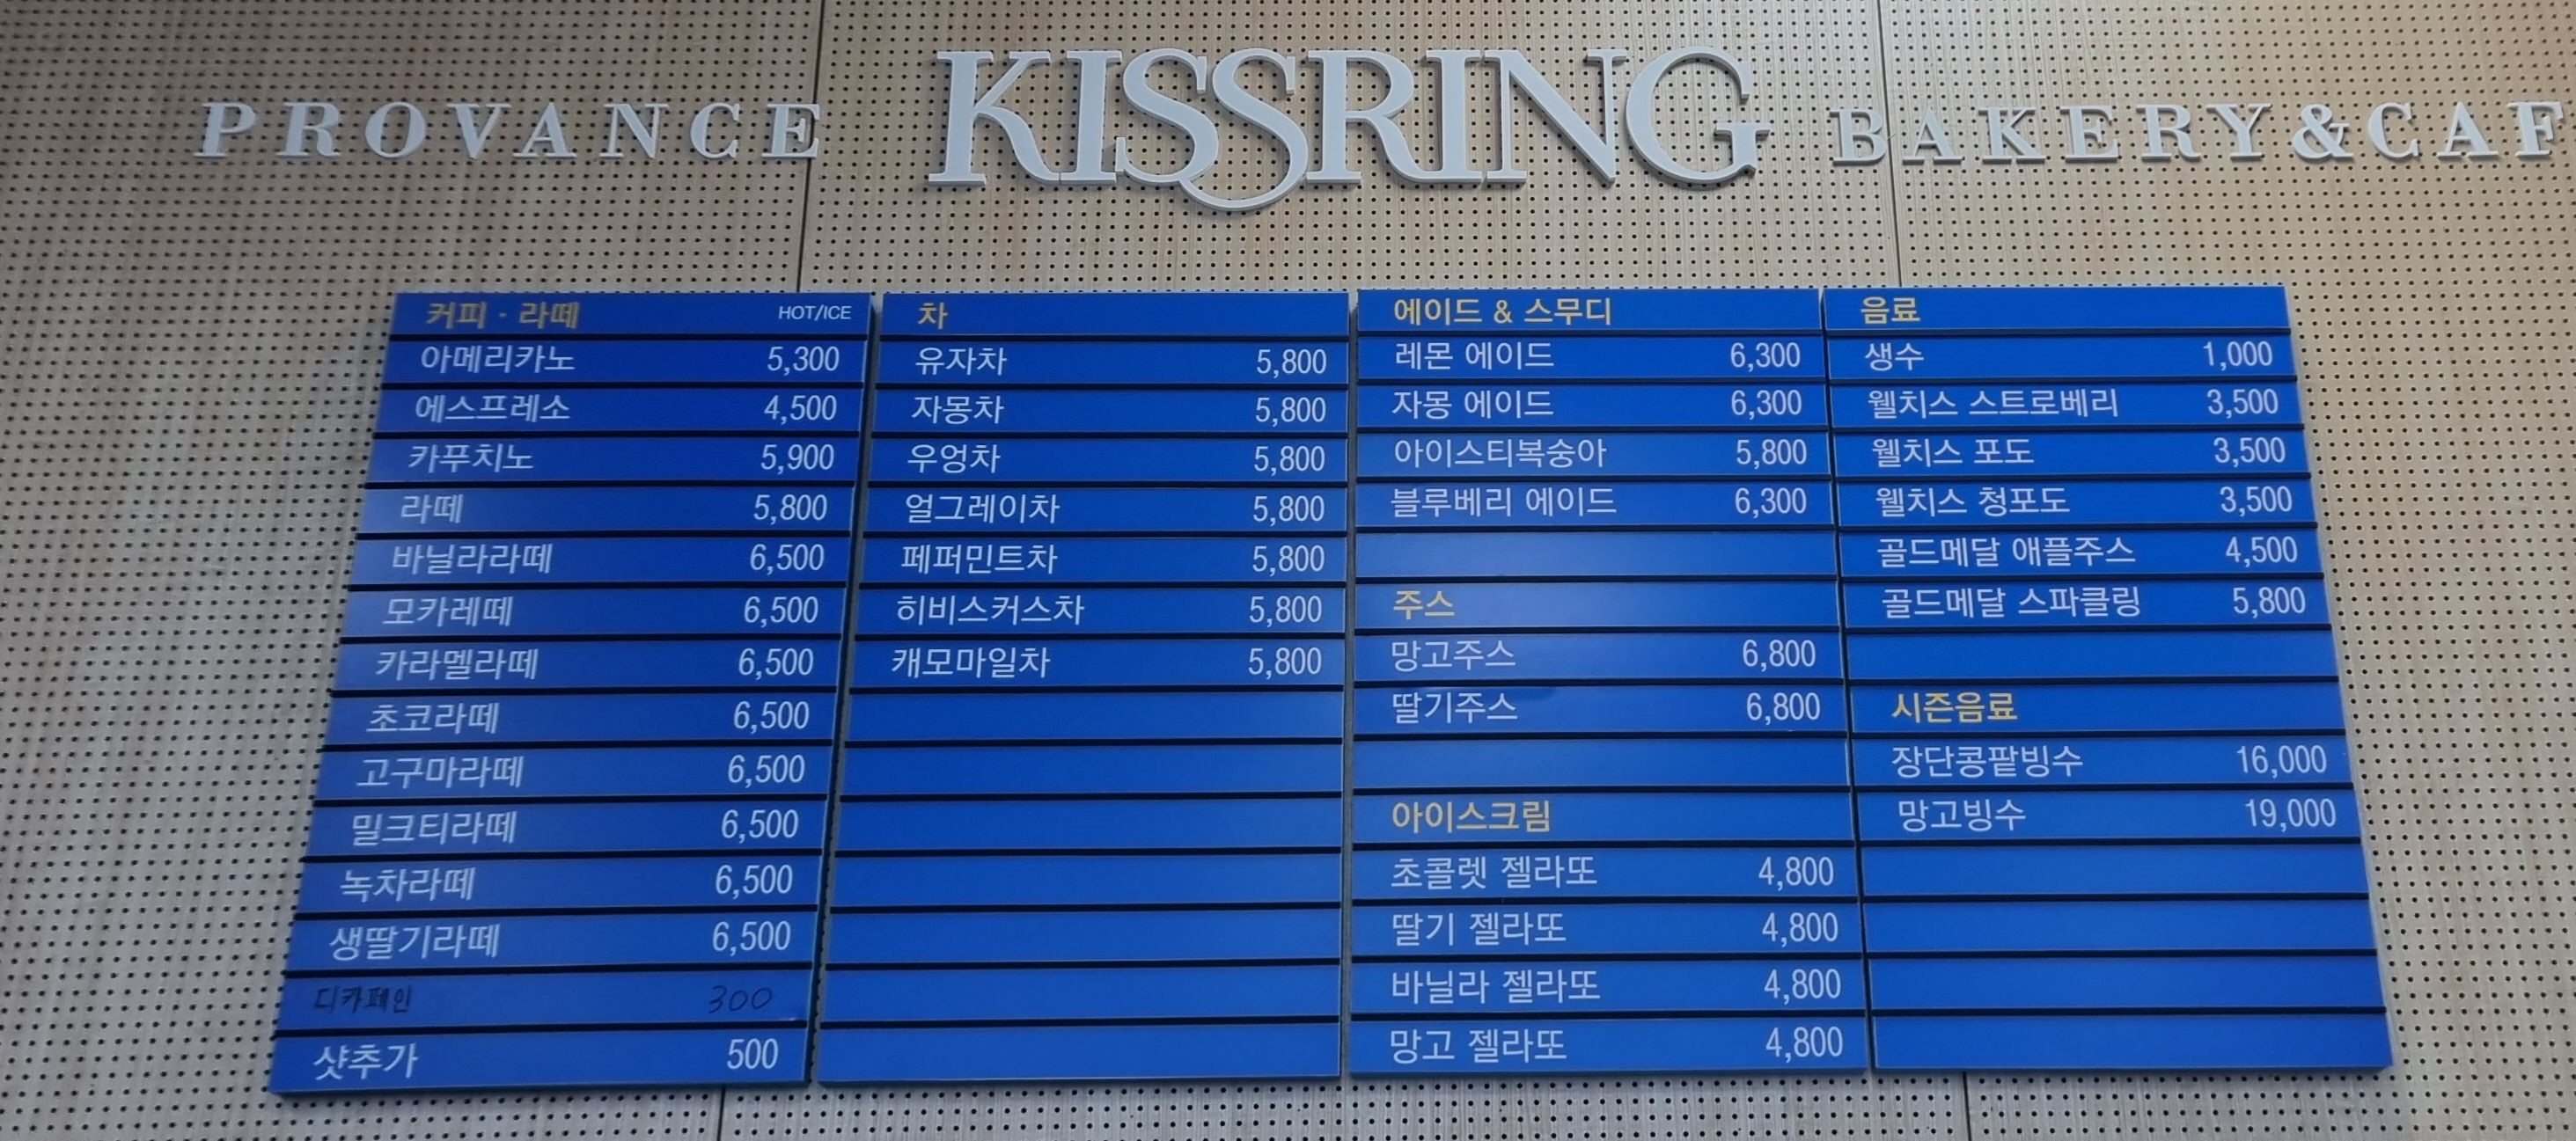 PROVANCE KISSRING BAKERY&CAF
커피 · 라떼 HOT/ICE
아메리카노 5,300
에스프레소 4,500
카푸치노 5,900
라떼 5,800
바닐라라떼 6,500
모카레떼 6,500
카라멜라떼 6,500
초코라떼 6,500
고구마라떼 6,500
밀크티라떼 6,500
녹차라떼 6,500
생딸기라떼 6,500
디카페인 300
샷추가 500
차
유자차 5,800
자몽차 5,800
우엉차 5,800
얼그레이차 5,800
페퍼민트차 5,800
히비스커스차 5,800
캐모마일차 5,800
에이드 & 스무디
레몬 에이드 6,300
자몽 에이드 6,300
아이스티복숭아 5,800
블루베리 에이드 6,300
주스
망고주스 6,800
딸기주스 6,800
아이스크림
초콜렛 젤라또 4,800
딸기 젤라또 4,800
바닐라 젤라또 4,800
망고 젤라또 4,800
음료
생수 1,000
웰치스 스트로베리 3,500
웰치스 포도 3,500
웰치스 청포도 3,500
골드메달 애플주스 4,500
골드메달 스파클링 5,800
시즌음료
장단콩팥빙수 16,000
망고빙수 19,000